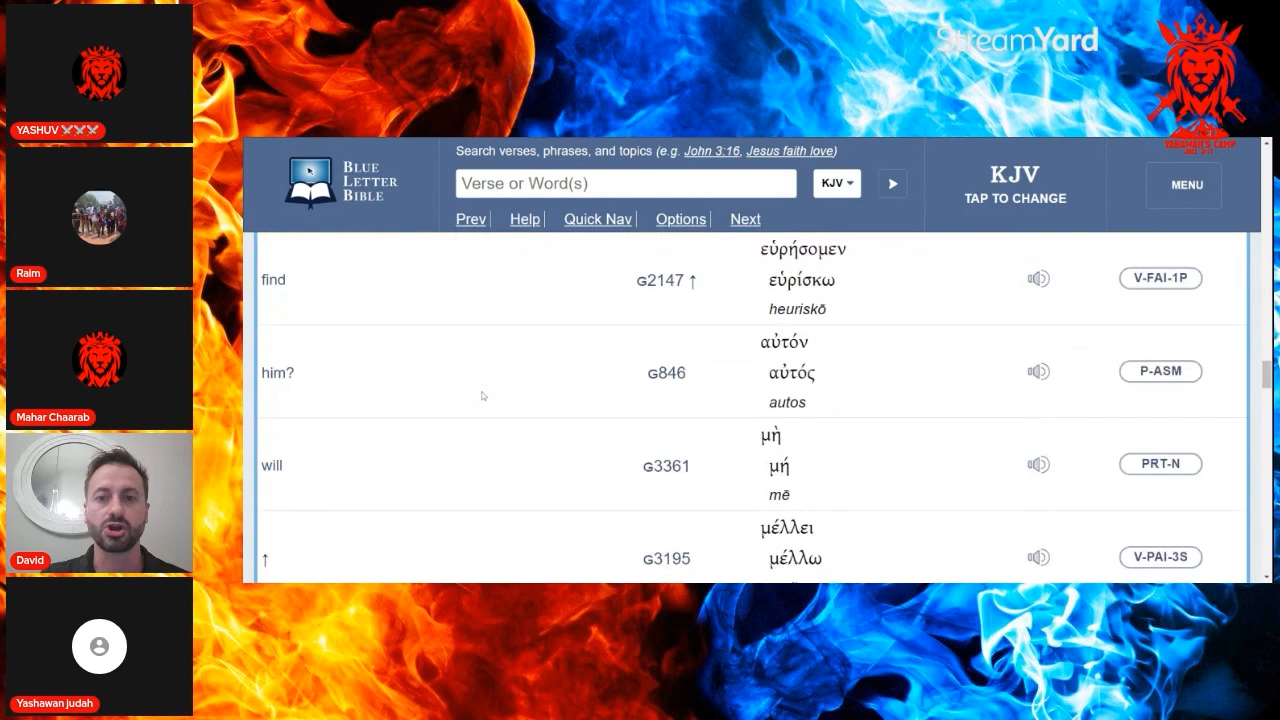 YASHUV ⚔⚔⚔
Raim
Mahar Chaarab
David
Yashawan judah
StreamYard
YAHAWAH'S CAMP
BLUE
LETTER
BIBLE
Search verses, phrases, and topics (e.g. John 3:16, Jesus faith love)
Verse or Word(s)
KJV
Prev | Help | Quick Nav | Options | Next
KJV
TAP TO CHANGE
MENU
εὑρήσομεν
find G2147 ↑ εὑρίσκω V-FAI-1P
heuriskō
αὐτόν
him? G846 αὐτός P-ASM
autos
μὴ
will G3361 μή PRT-N
mē
μέλλει
↑ G3195 μέλλω V-PAI-3S